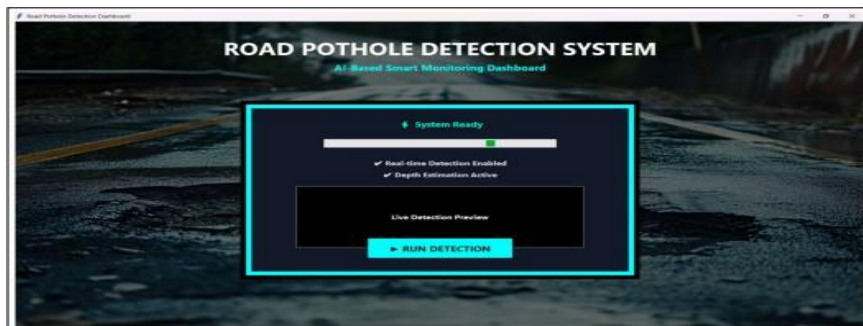 Road Pothole Detection Dashboard
ROAD POTHOLE DETECTION SYSTEM
AI-Based Smart Monitoring Dashboard
⚡ System Ready
✔ Real-time Detection Enabled
✔ Depth Estimation Active
Live Detection Preview
► RUN DETECTION